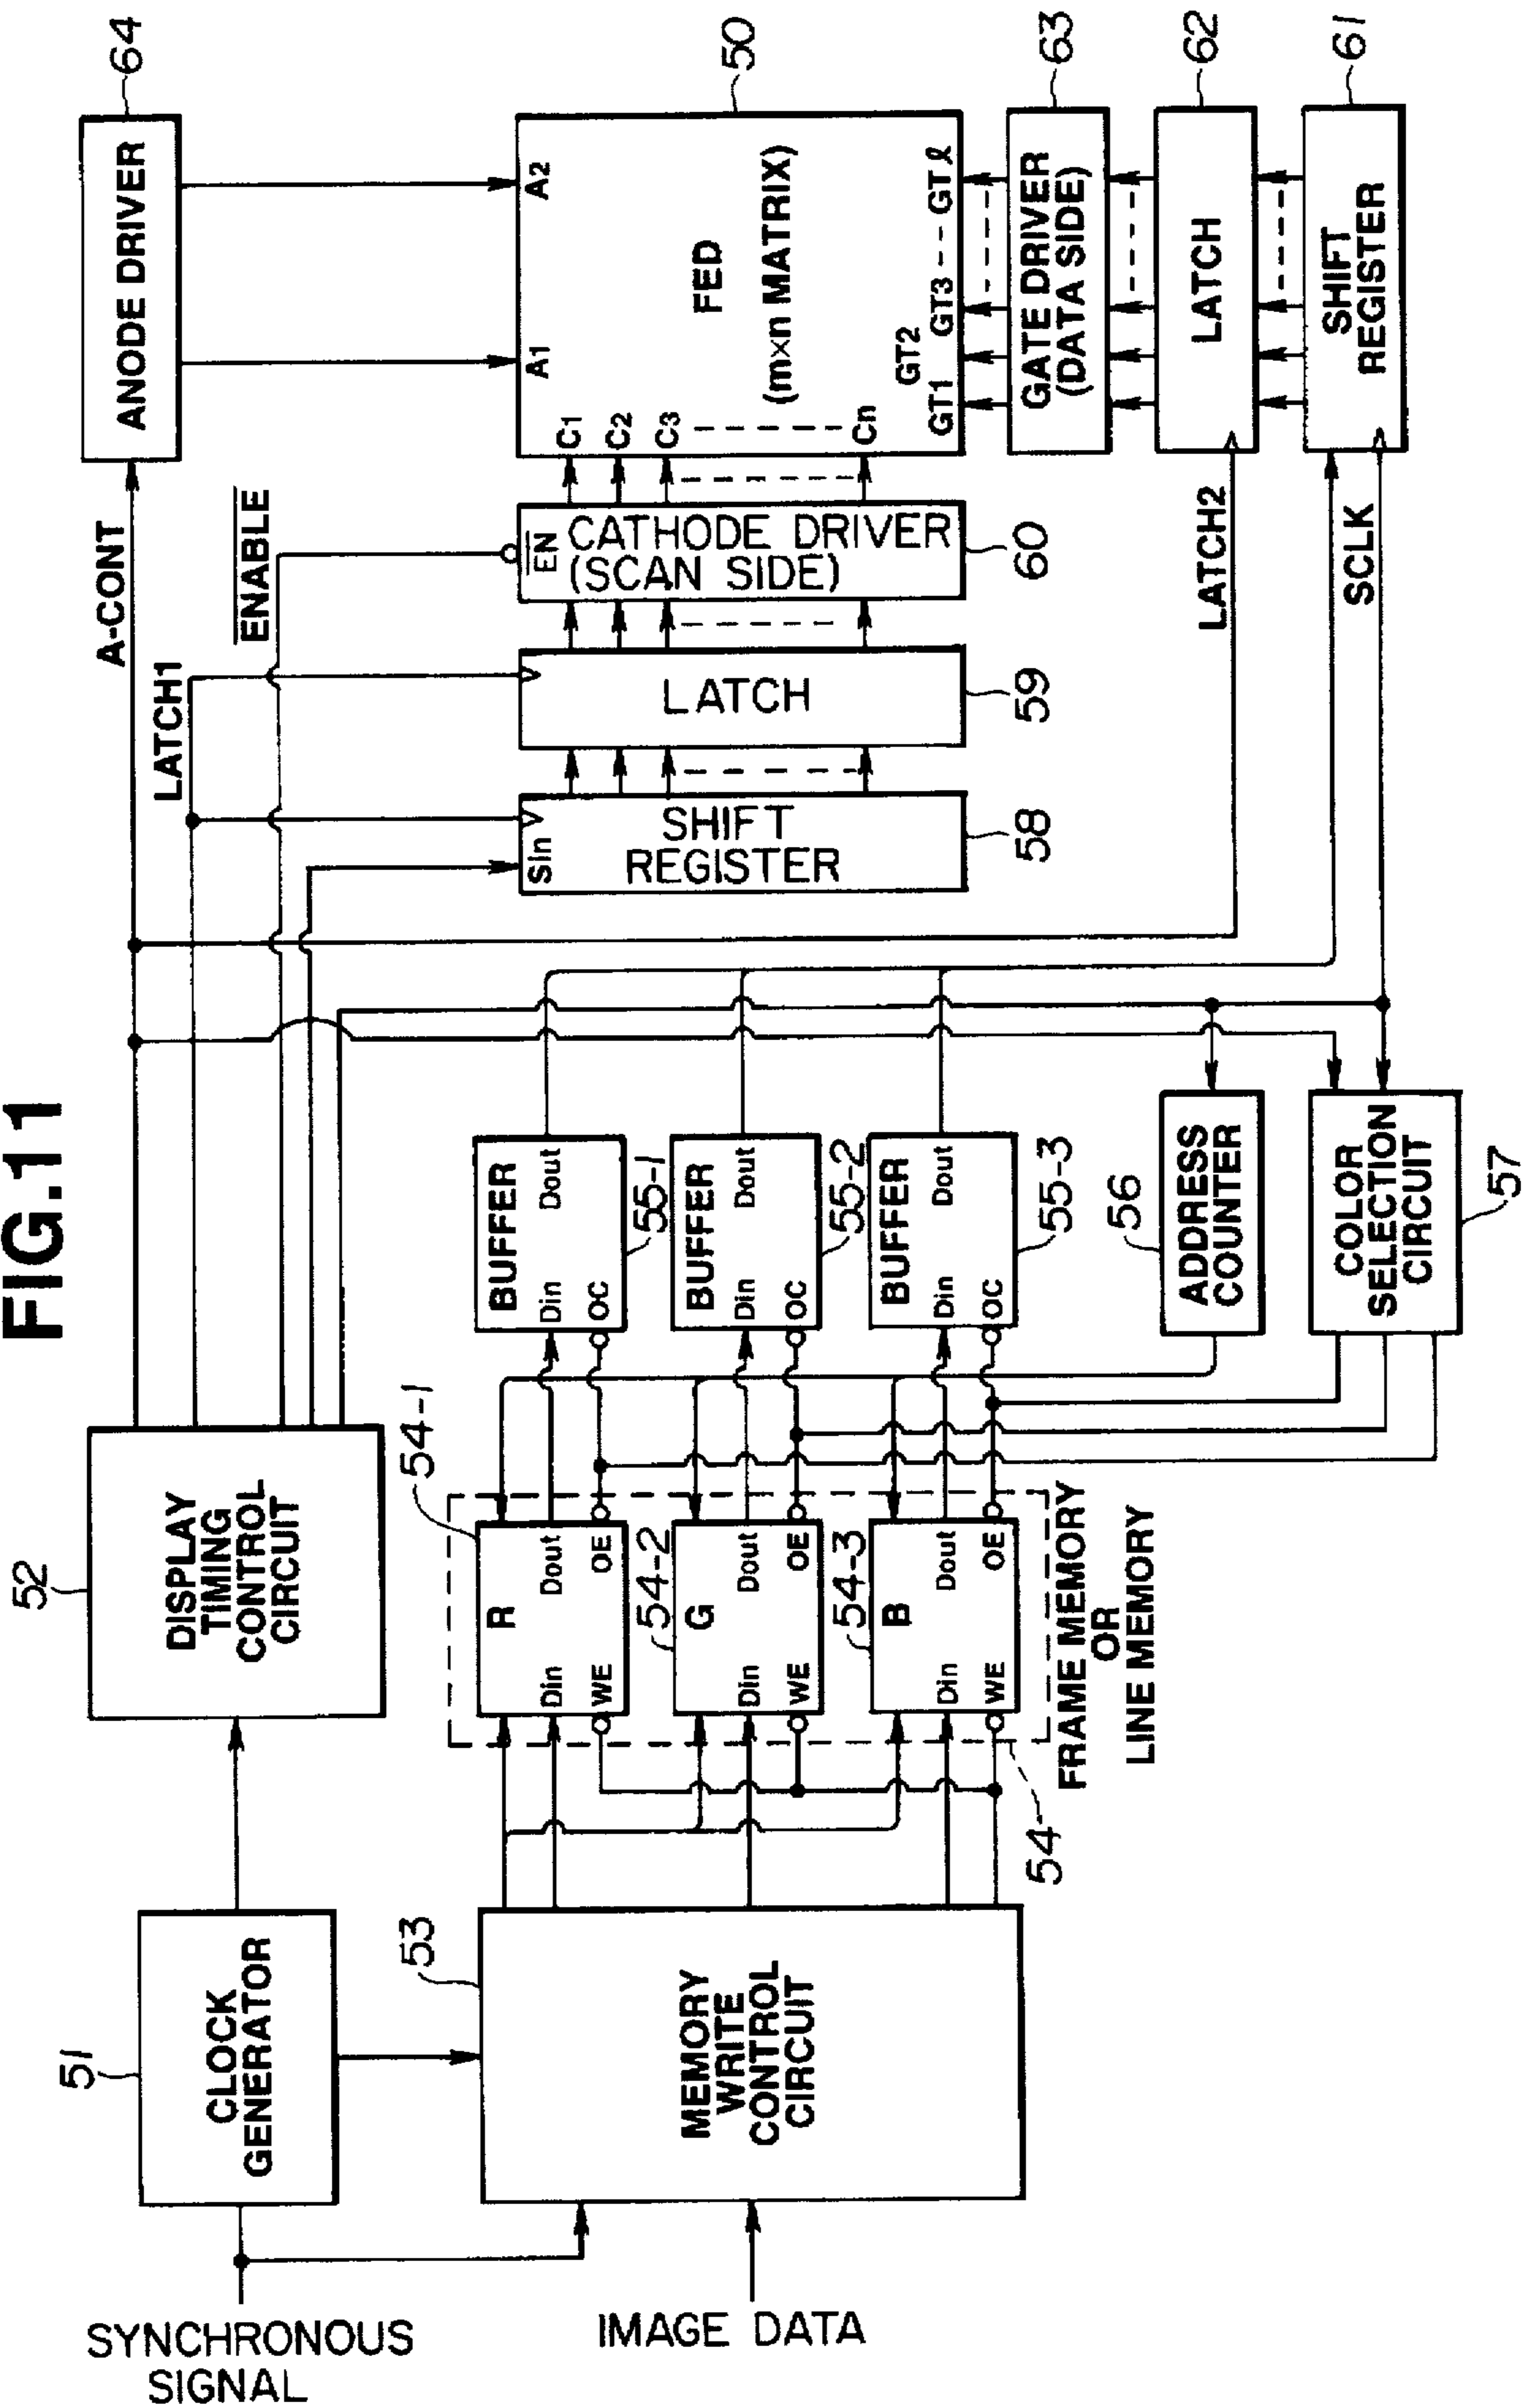 FIG.11
SYNCHRONOUS
SIGNAL
IMAGE DATA
51
CLOCK
GENERATOR
52
DISPLAY
TIMING
CONTROL
CIRCUIT
53
MEMORY
WRITE
CONTROL
CIRCUIT
54
FRAME MEMORY
OR
LINE MEMORY
54-1
R
Din
Dout
WE
OE
54-2
G
Din
Dout
WE
OE
54-3
B
Din
Dout
WE
OE
BUFFER
Din
Dout
OC
55-1
BUFFER
Din
Dout
OC
55-2
BUFFER
Din
Dout
OC
55-3
56
ADDRESS
COUNTER
COLOR
SELECTION
CIRCUIT
57
A-CONT
LATCH1
ENABLE
LATCH2
SCLK
Sin
SHIFT
REGISTER
58
LATCH
59
EN
CATHODE DRIVER
(SCAN SIDE)
60
ANODE DRIVER
64
A1
A2
C1
C2
C3
Cn
FED
(m×n MATRIX)
50
GT1
GT2
GT3
GTℓ
GATE DRIVER
(DATA SIDE)
63
LATCH
62
SHIFT
REGISTER
61